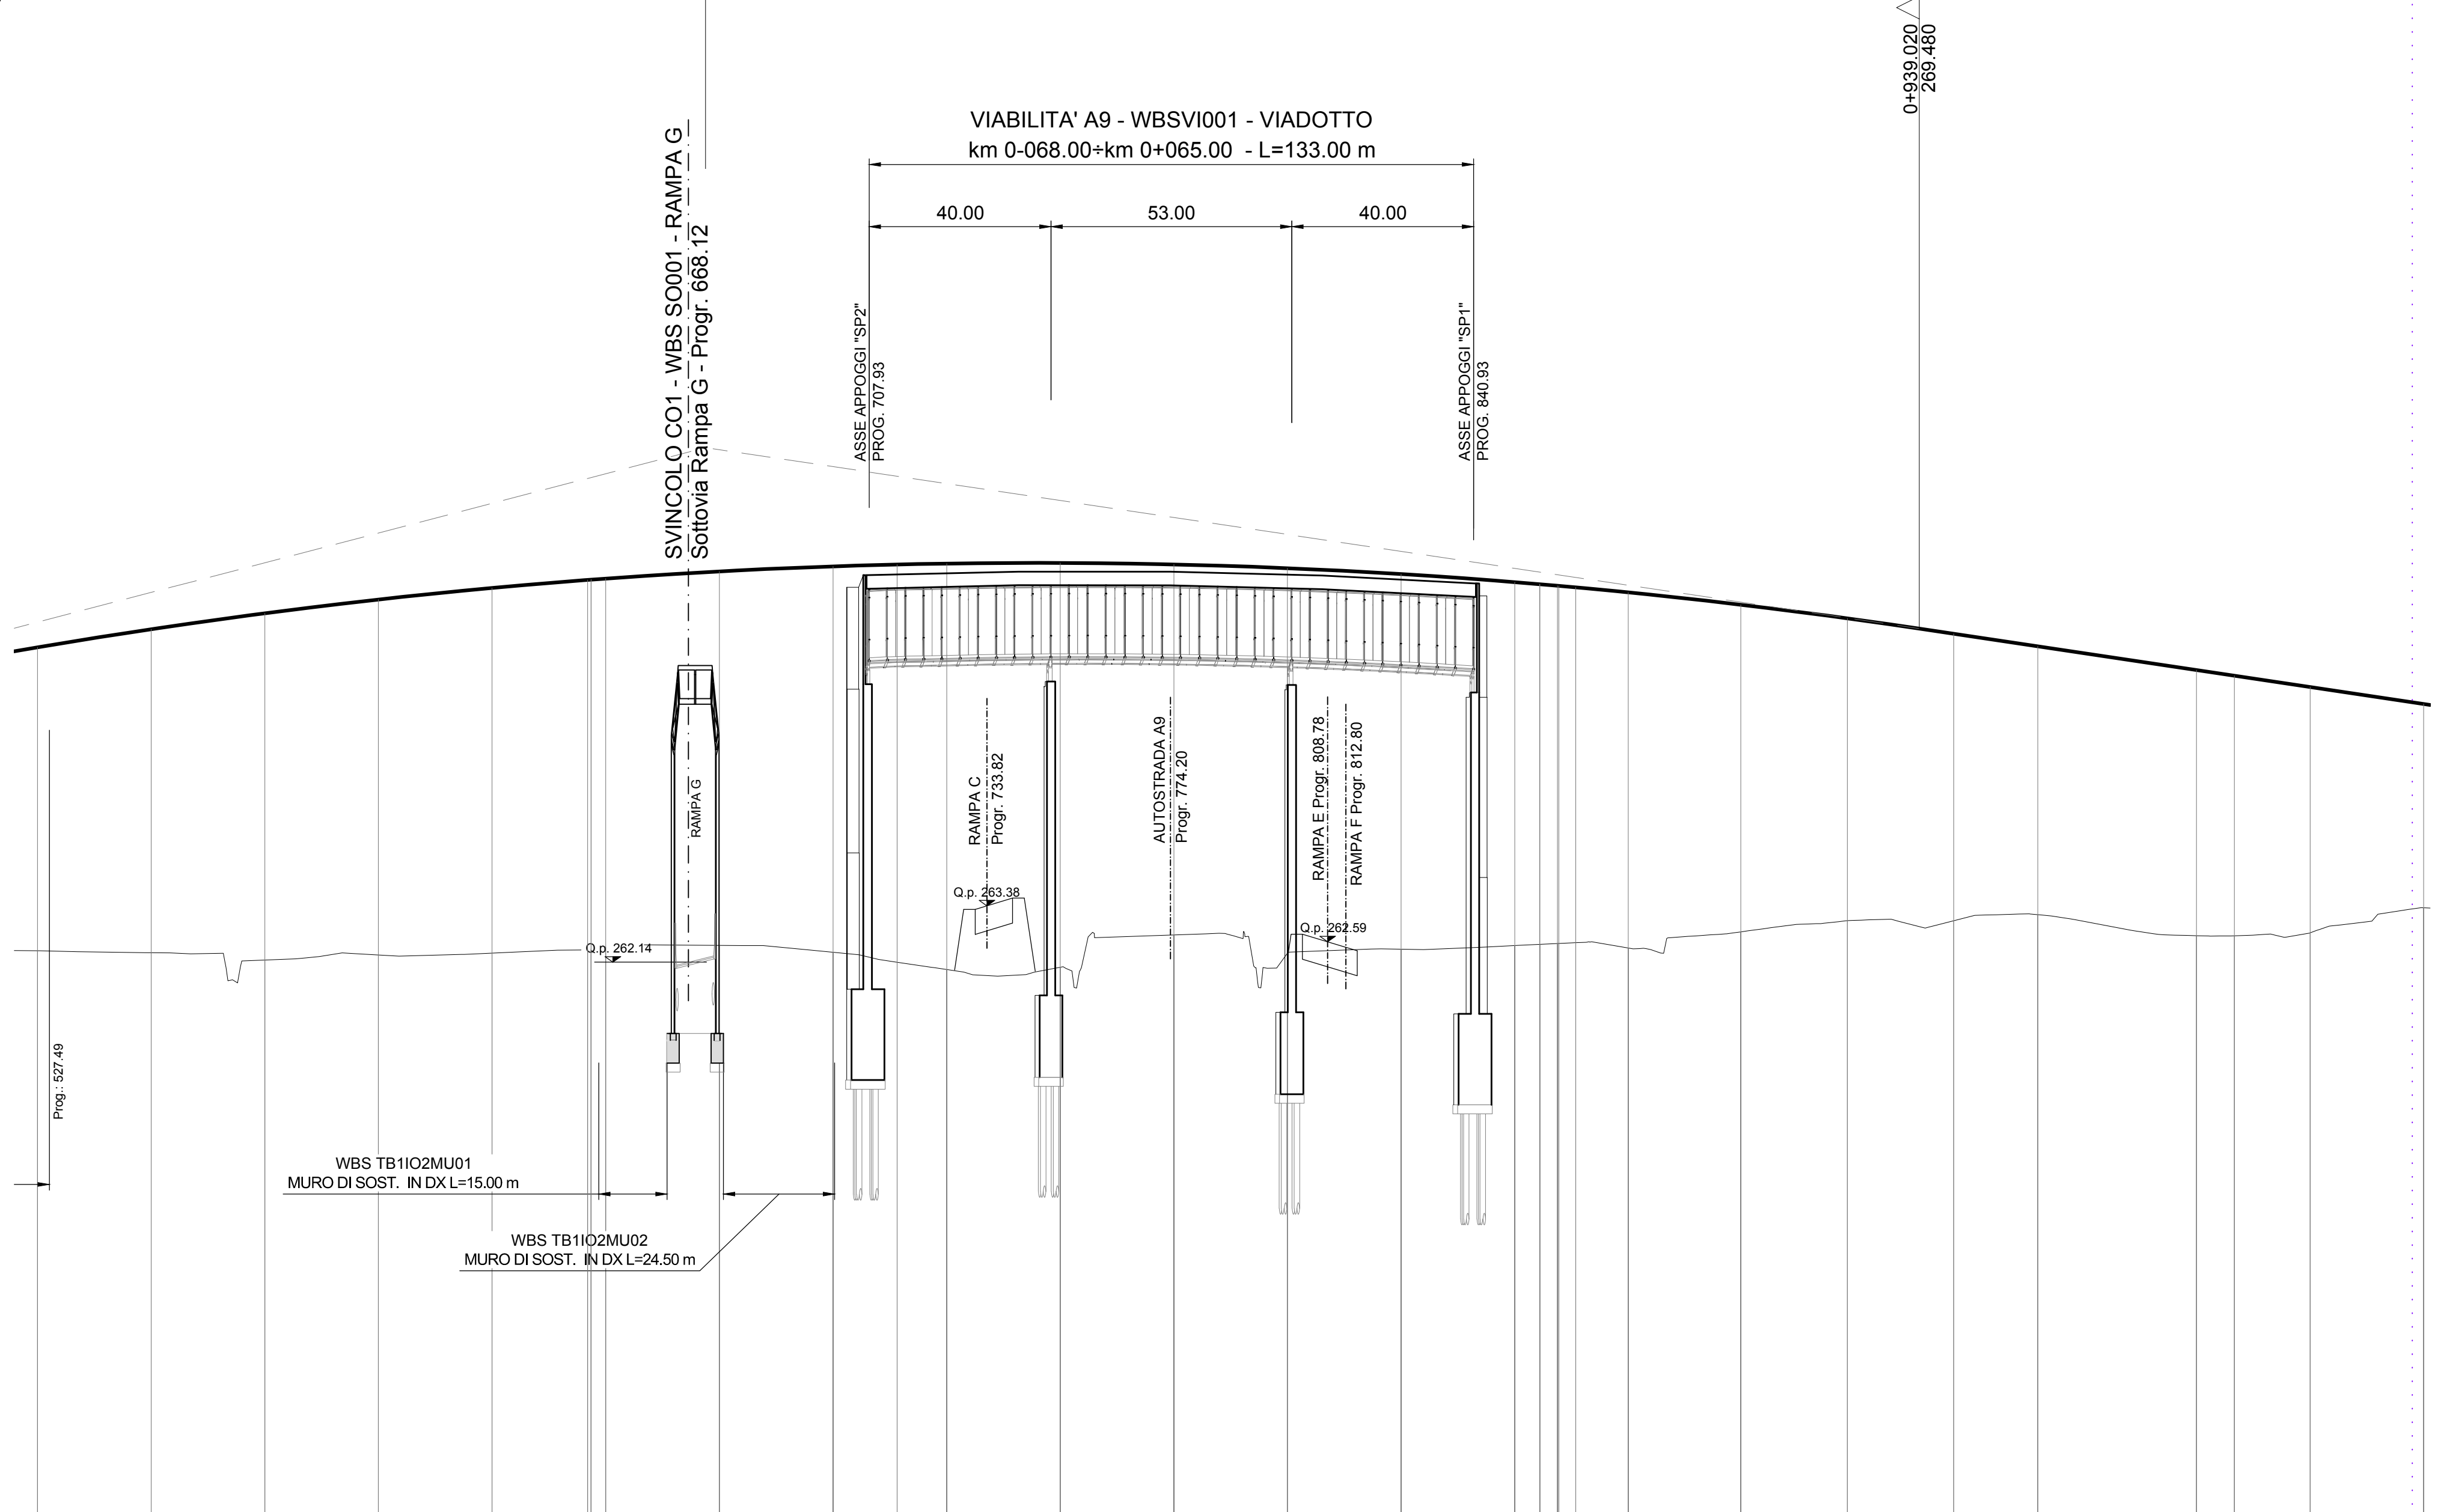 0+939.020
269.480
VIABILITA' A9 - WBSVI001 - VIADOTTO
km 0-068.00÷km 0+065.00 - L=133.00 m
SVINCOLO CO1 - WBS SO001 - RAMPA G
Sottovia Rampa G - Progr. 668.12
40.00
53.00
40.00
ASSE APPOGGI "SP2"
PROG. 707.93
ASSE APPOGGI "SP1"
PROG. 840.93
RAMPA G
RAMPA C
Progr. 733.82
AUTOSTRADA A9
Progr. 774.20
RAMPA E Progr. 808.78
RAMPA F Progr. 812.80
Q.p. 263.38
Q.p. 262.59
Q.p. 262.14
Prog.: 527.49
WBS TB1IO2MU01
MURO DI SOST. IN DX L=15.00 m
WBS TB1IO2MU02
MURO DI SOST. IN DX L=24.50 m